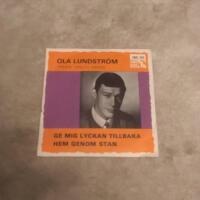 OLA LUNDSTRÖM
GE MIG LYCKAN TILLBAKA
HEM GENOM STAN